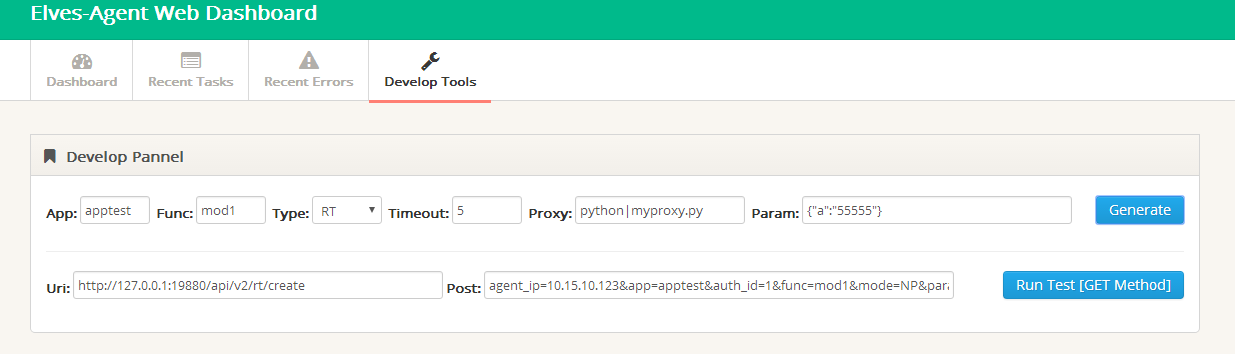 Elves-Agent Web Dashboard
Dashboard Recent Tasks Recent Errors Develop Tools
Develop Pannel
App: apptest Func: mod1 Type: RT Timeout: 5 Proxy: python|myproxy.py Param: {"a":"55555"} Generate
Uri: http://127.0.0.1:19880/api/v2/rt/create Post: agent_ip=10.15.10.123&app=apptest&auth_id=1&func=mod1&mode=NP&para Run Test [GET Method]